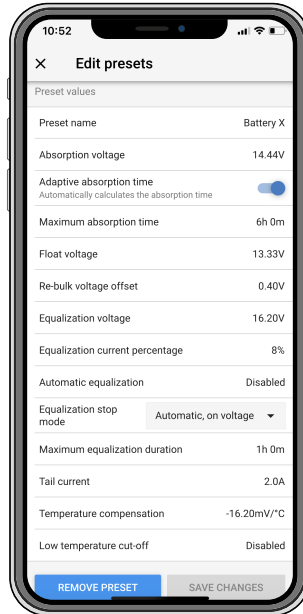 10:52
Edit presets
Preset values
Preset name Battery X
Absorption voltage 14.44V
Adaptive absorption time
Automatically calculates the absorption time
Maximum absorption time 6h 0m
Float voltage 13.33V
Re-bulk voltage offset 0.40V
Equalization voltage 16.20V
Equalization current percentage 8%
Automatic equalization Disabled
Equalization stop
mode Automatic, on voltage
Maximum equalization duration 1h 0m
Tail current 2.0A
Temperature compensation -16.20mV/°C
Low temperature cut-off Disabled
REMOVE PRESET SAVE CHANGES